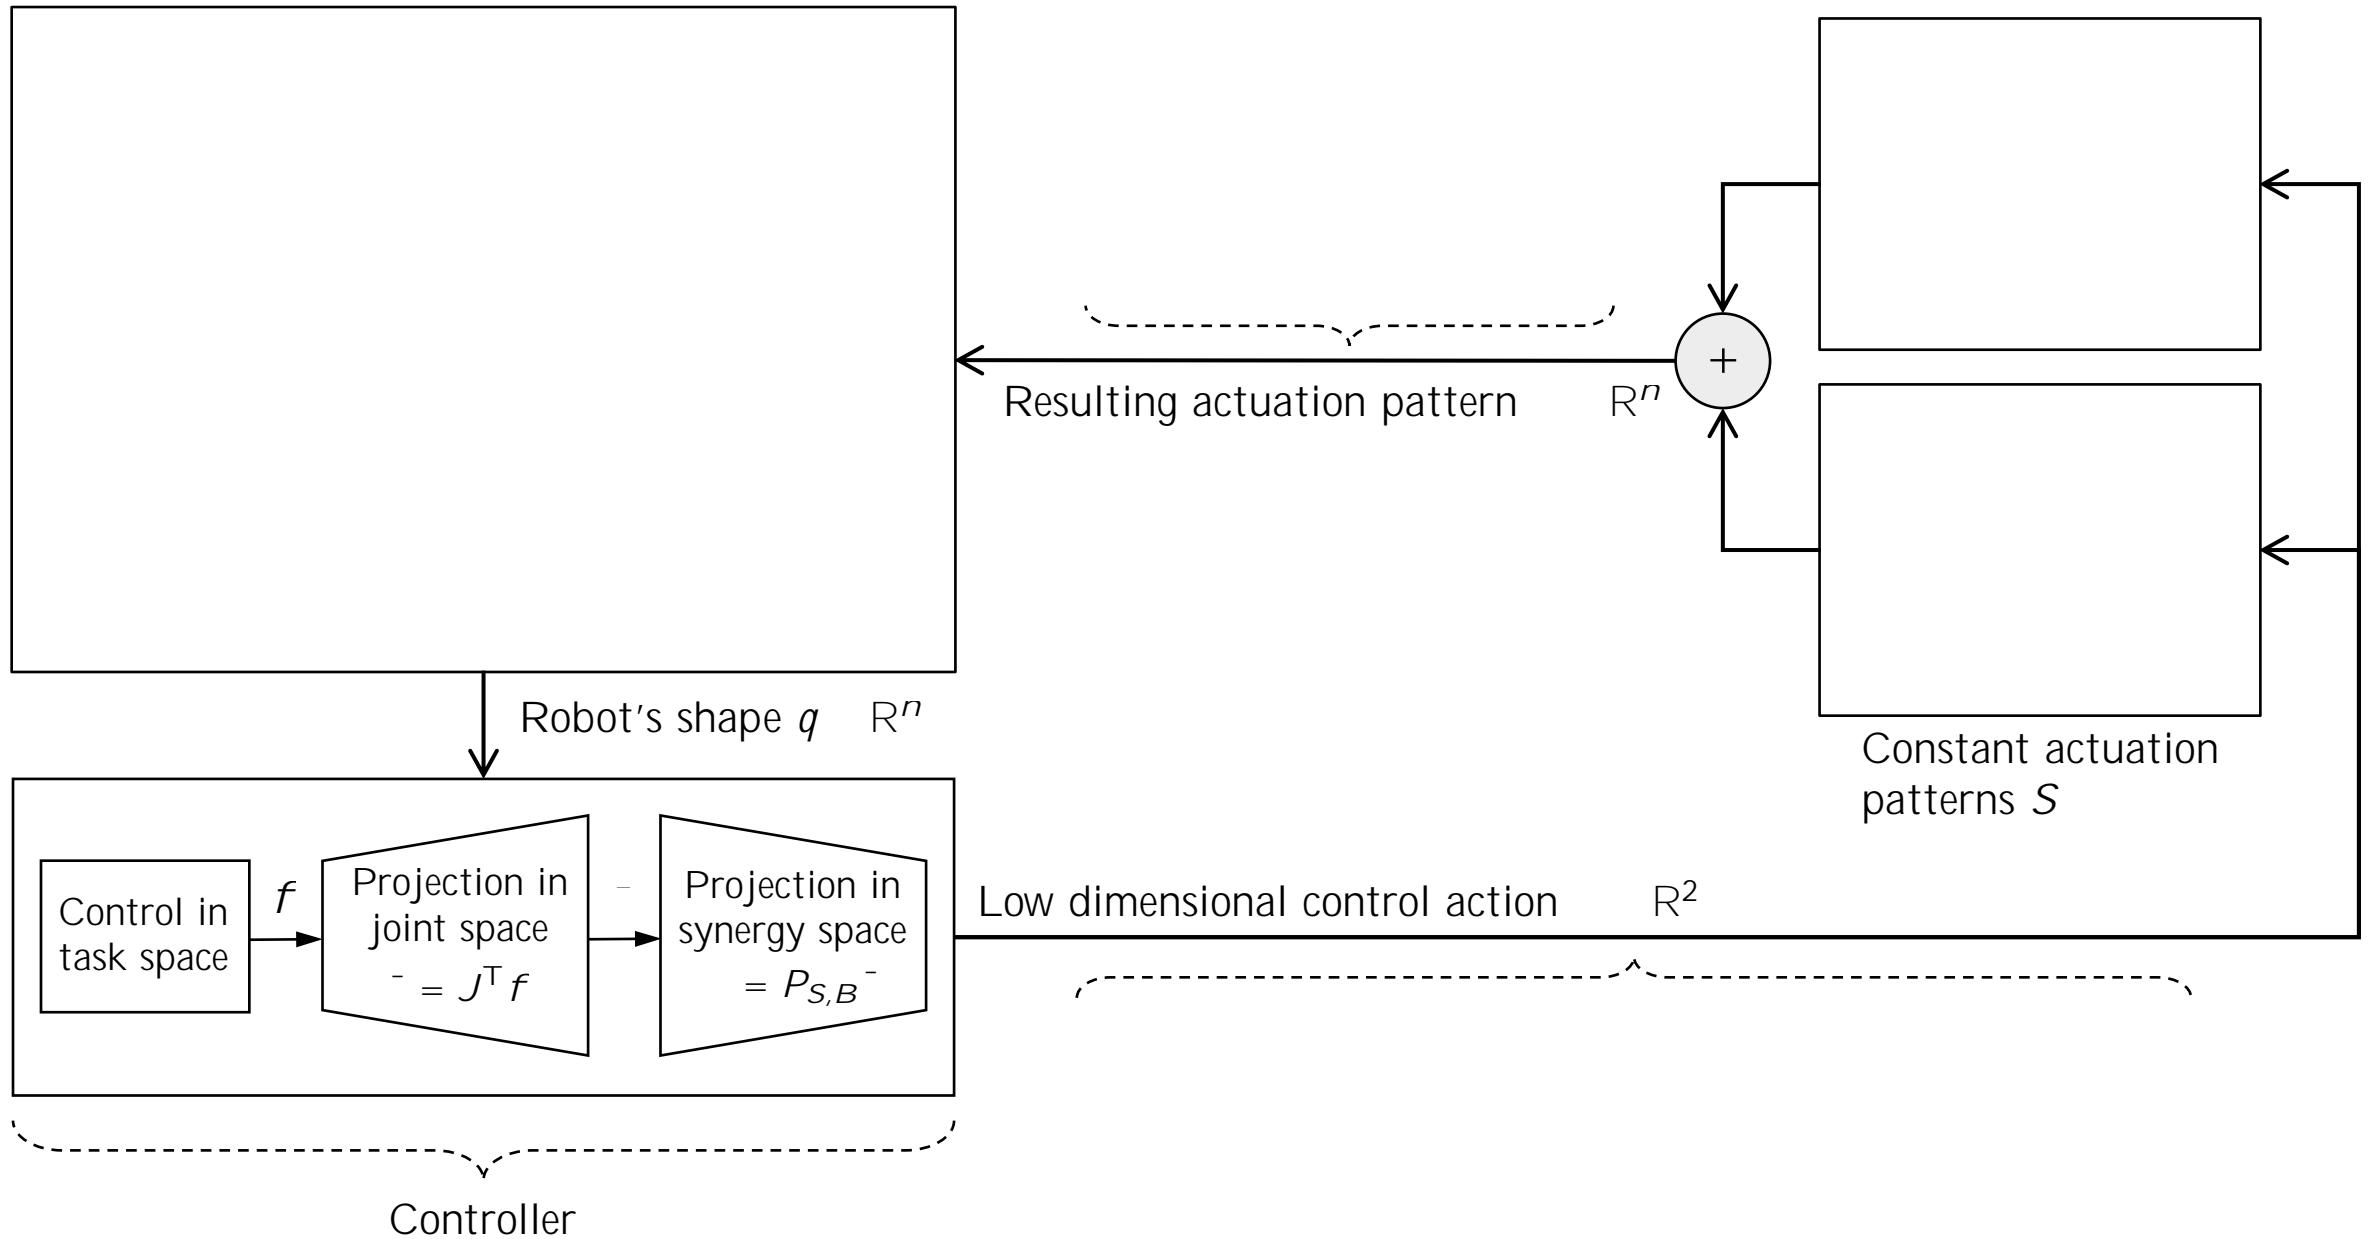 +
Resulting actuation pattern R^n
Robot's shape q R^n
Constant actuation
patterns S
Control in
task space
f
Projection in
joint space
¯ = J^T f
¯
Projection in
synergy space
= P_{S,B} ¯
Low dimensional control action R^2
Controller